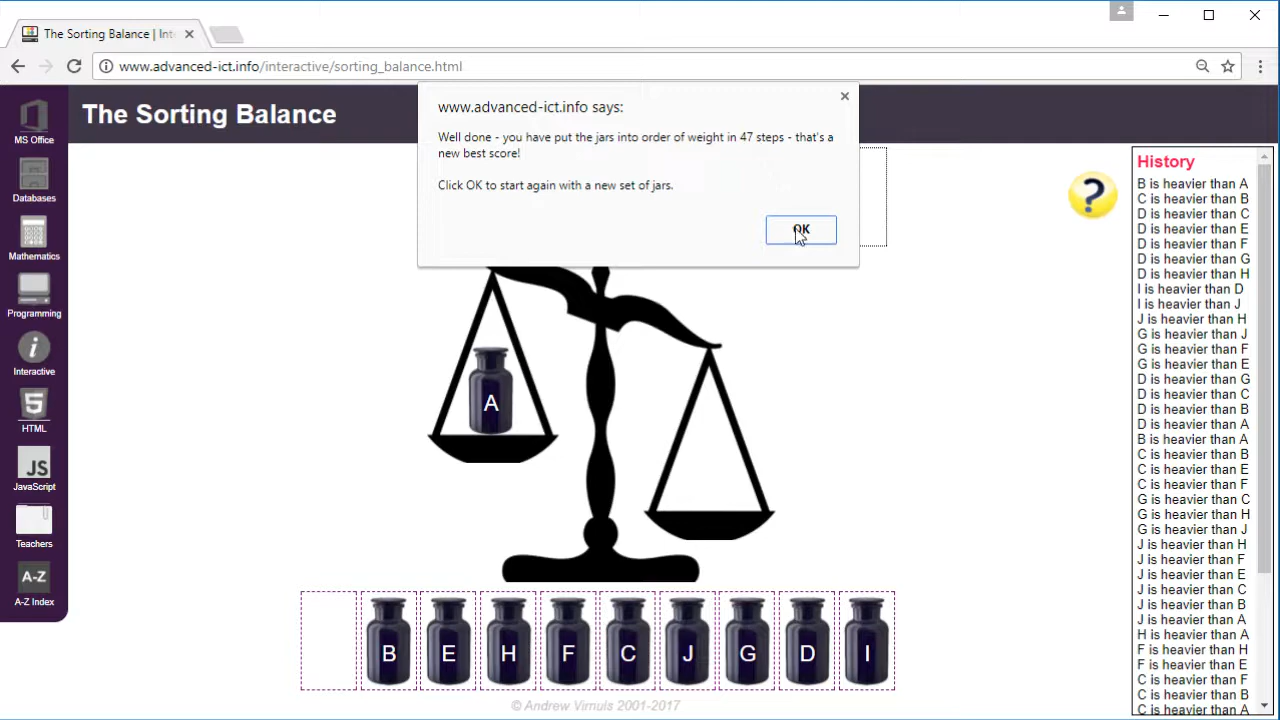 The Sorting Balance | Int
www.advanced-ict.info/interactive/sorting_balance.html
The Sorting Balance
www.advanced-ict.info says:
Well done - you have put the jars into order of weight in 47 steps - that's a
new best score!
Click OK to start again with a new set of jars.
OK
MS Office
Databases
Mathematics
Programming
Interactive
HTML
JS
JavaScript
Teachers
A-Z
A-Z Index
?
A
B E H F C J G D I
© Andrew Virnuls 2001-2017
History
B is heavier than A
C is heavier than B
D is heavier than C
D is heavier than E
D is heavier than F
D is heavier than G
D is heavier than H
I is heavier than D
I is heavier than J
J is heavier than H
G is heavier than J
G is heavier than F
G is heavier than E
D is heavier than G
D is heavier than C
D is heavier than B
D is heavier than A
B is heavier than A
C is heavier than B
C is heavier than E
C is heavier than F
G is heavier than C
G is heavier than H
G is heavier than J
J is heavier than H
J is heavier than F
J is heavier than E
J is heavier than C
J is heavier than B
J is heavier than A
H is heavier than A
F is heavier than H
F is heavier than E
C is heavier than F
C is heavier than B
C is heavier than A